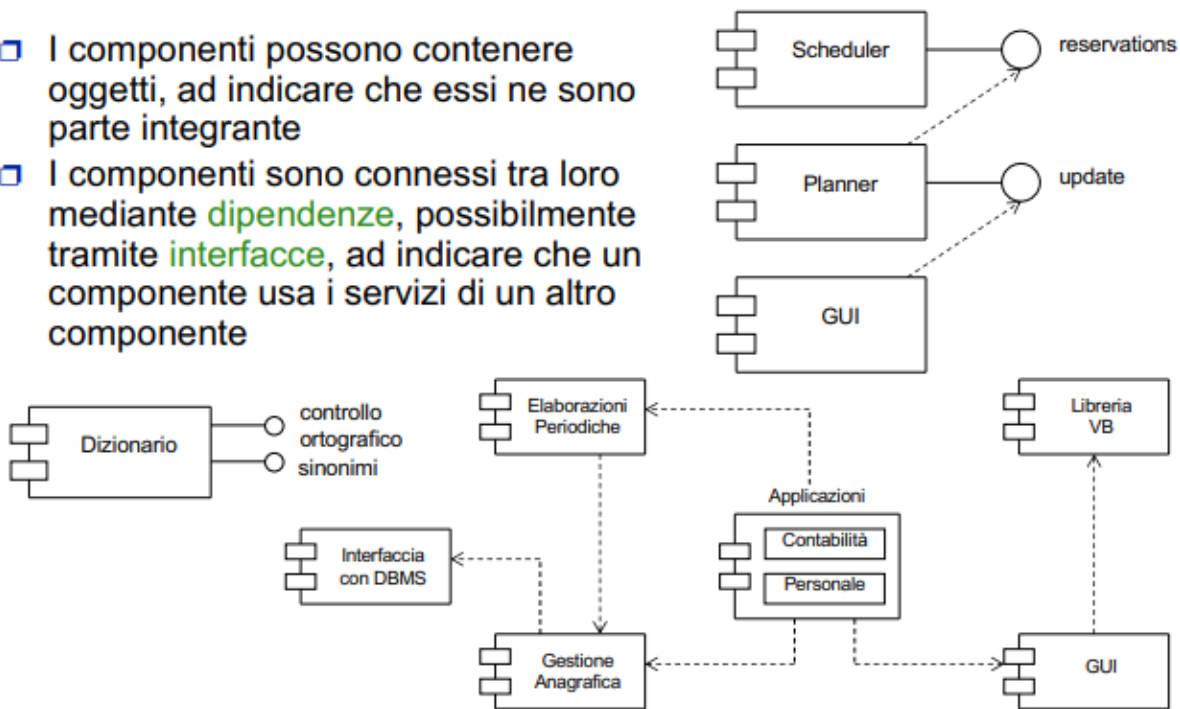 I componenti possono contenere
oggetti, ad indicare che essi ne sono
parte integrante
I componenti sono connessi tra loro
mediante dipendenze, possibilmente
tramite interfacce, ad indicare che un
componente usa i servizi di un altro
componente
Scheduler
reservations
Planner
update
GUI
Dizionario
controllo
ortografico
sinonimi
Elaborazioni
Periodiche
Libreria
VB
Applicazioni
Contabilità
Personale
Interfaccia
con DBMS
Gestione
Anagrafica
GUI